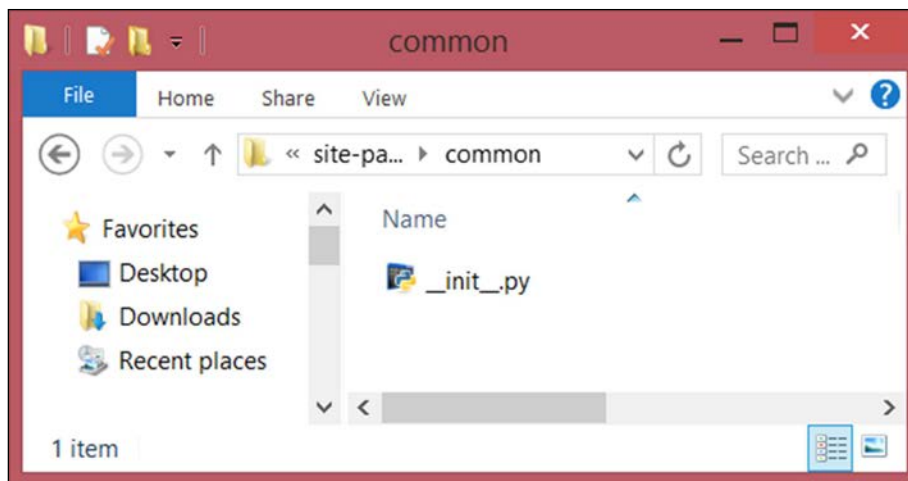 common
File Home Share View
« site-pa... common Search ...
Favorites
Desktop
Downloads
Recent places
Name
__init__.py
1 item